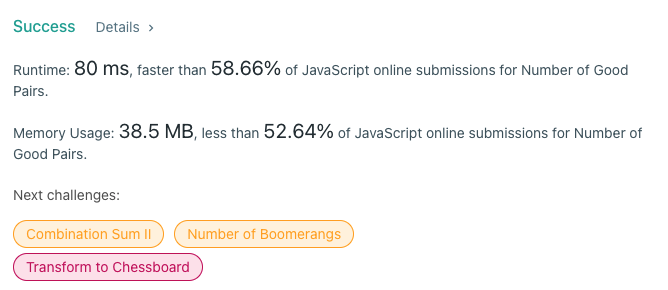 Success Details >
Runtime: 80 ms, faster than 58.66% of JavaScript online submissions for Number of Good
Pairs.
Memory Usage: 38.5 MB, less than 52.64% of JavaScript online submissions for Number of
Good Pairs.
Next challenges:
Combination Sum II Number of Boomerangs
Transform to Chessboard